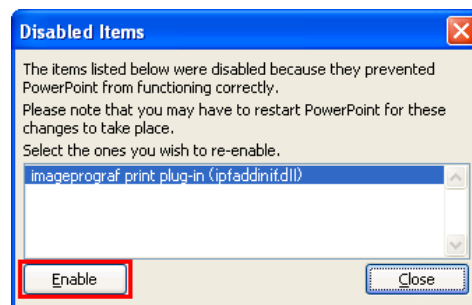 Disabled Items
The items listed below were disabled because they prevented
PowerPoint from functioning correctly.
Please note that you may have to restart PowerPoint for these
changes to take place.
Select the ones you wish to re-enable.
imageprograf print plug-in (ipfaddinif.dll)
Enable
Close